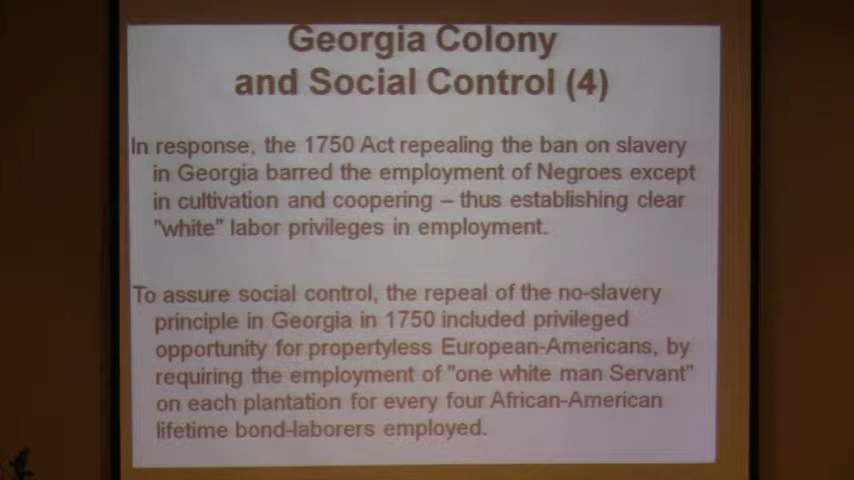 Georgia Colony
and Social Control (4)
In response, the 1750 Act repealing the ban on slavery
in Georgia barred the employment of Negroes except
in cultivation and coopering – thus establishing clear
"white" labor privileges in employment.
To assure social control, the repeal of the no-slavery
principle in Georgia in 1750 included privileged
opportunity for propertyless European-Americans, by
requiring the employment of "one white man Servant"
on each plantation for every four African-American
lifetime bond-laborers employed.